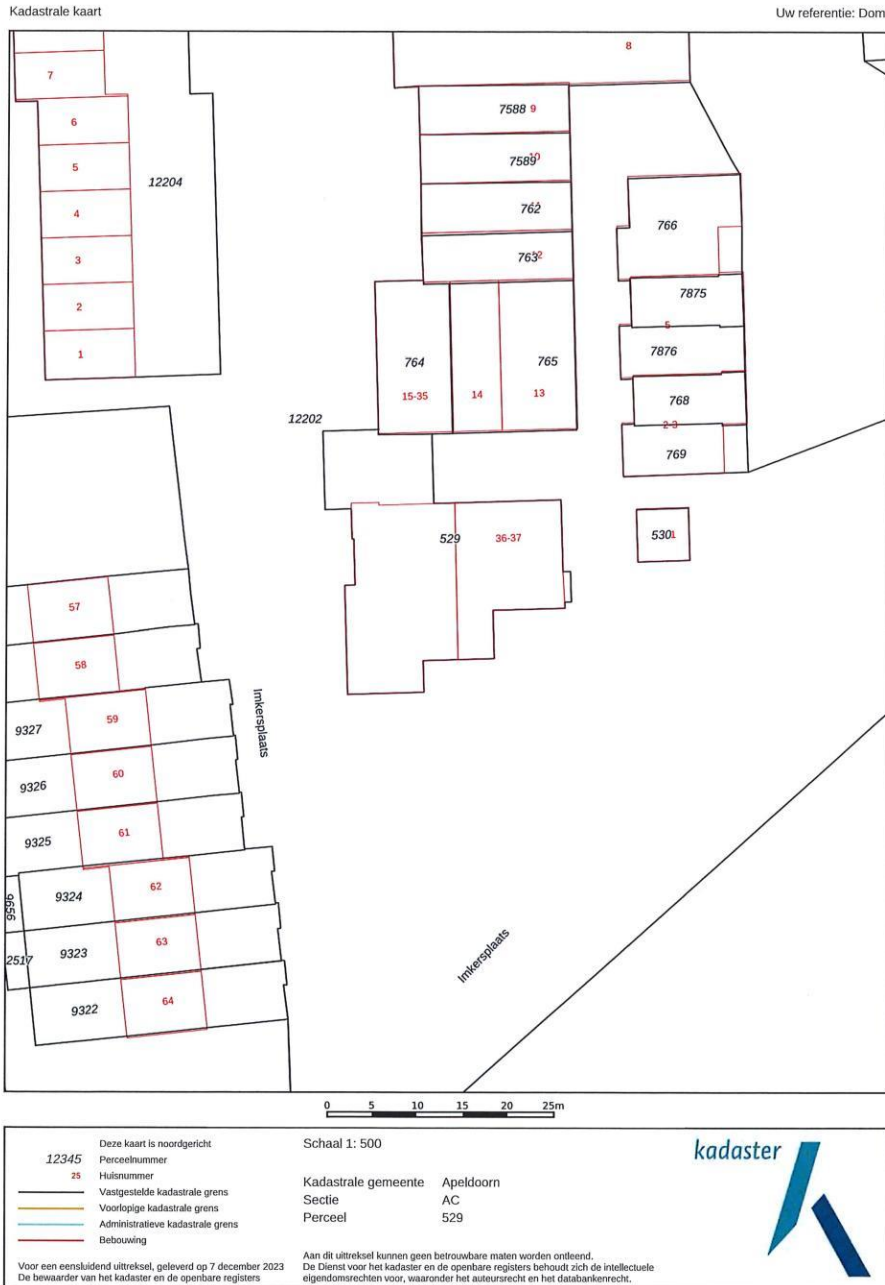 Kadastrale kaart
Uw referentie: Dom
8
7
7588 9
6
7589 10
5
12204
762
4
766
763 12
3
7875
2
5
1
764
765
7876
15-35
14
13
768
12202
2-3
769
529
36-37
530 1
57
58
Imkersplaats
9327
59
9326
60
9325
61
9324
62
9656
9323
63
2517
Imkersplaats
9322
64
0 5 10 15 20 25m
Deze kaart is noordgericht
12345 Perceelnummer
25 Huisnummer
Vastgestelde kadastrale grens
Voorlopige kadastrale grens
Administratieve kadastrale grens
Bebouwing
Voor een eensluidend uittreksel, geleverd op 7 december 2023
De bewaarder van het kadaster en de openbare registers
Schaal 1: 500
Kadastrale gemeente Apeldoorn
Sectie AC
Perceel 529
Aan dit uittreksel kunnen geen betrouwbare maten worden ontleend.
De Dienst voor het kadaster en de openbare registers behoudt zich de intellectuele
eigendomsrechten voor, waaronder het auteursrecht en het databankenrecht.
kadaster